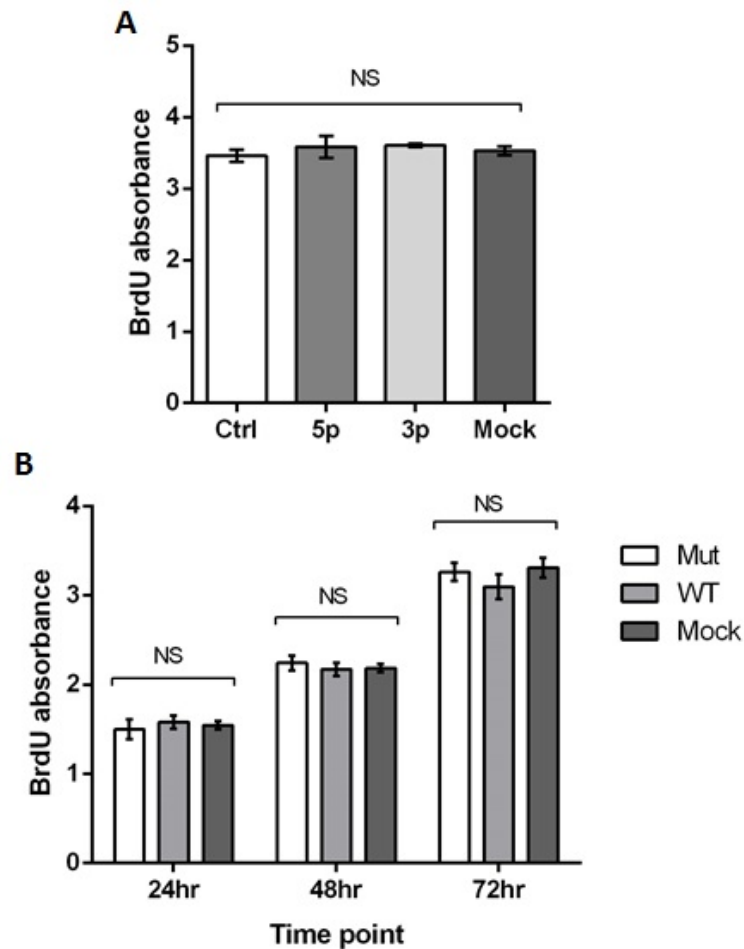 A
5
4
3
2
1
0
BrdU absorbance
NS
Ctrl 5p 3p Mock
B
4
3
2
1
0
BrdU absorbance
NS
NS
NS
24hr 48hr 72hr
Time point
Mut
WT
Mock